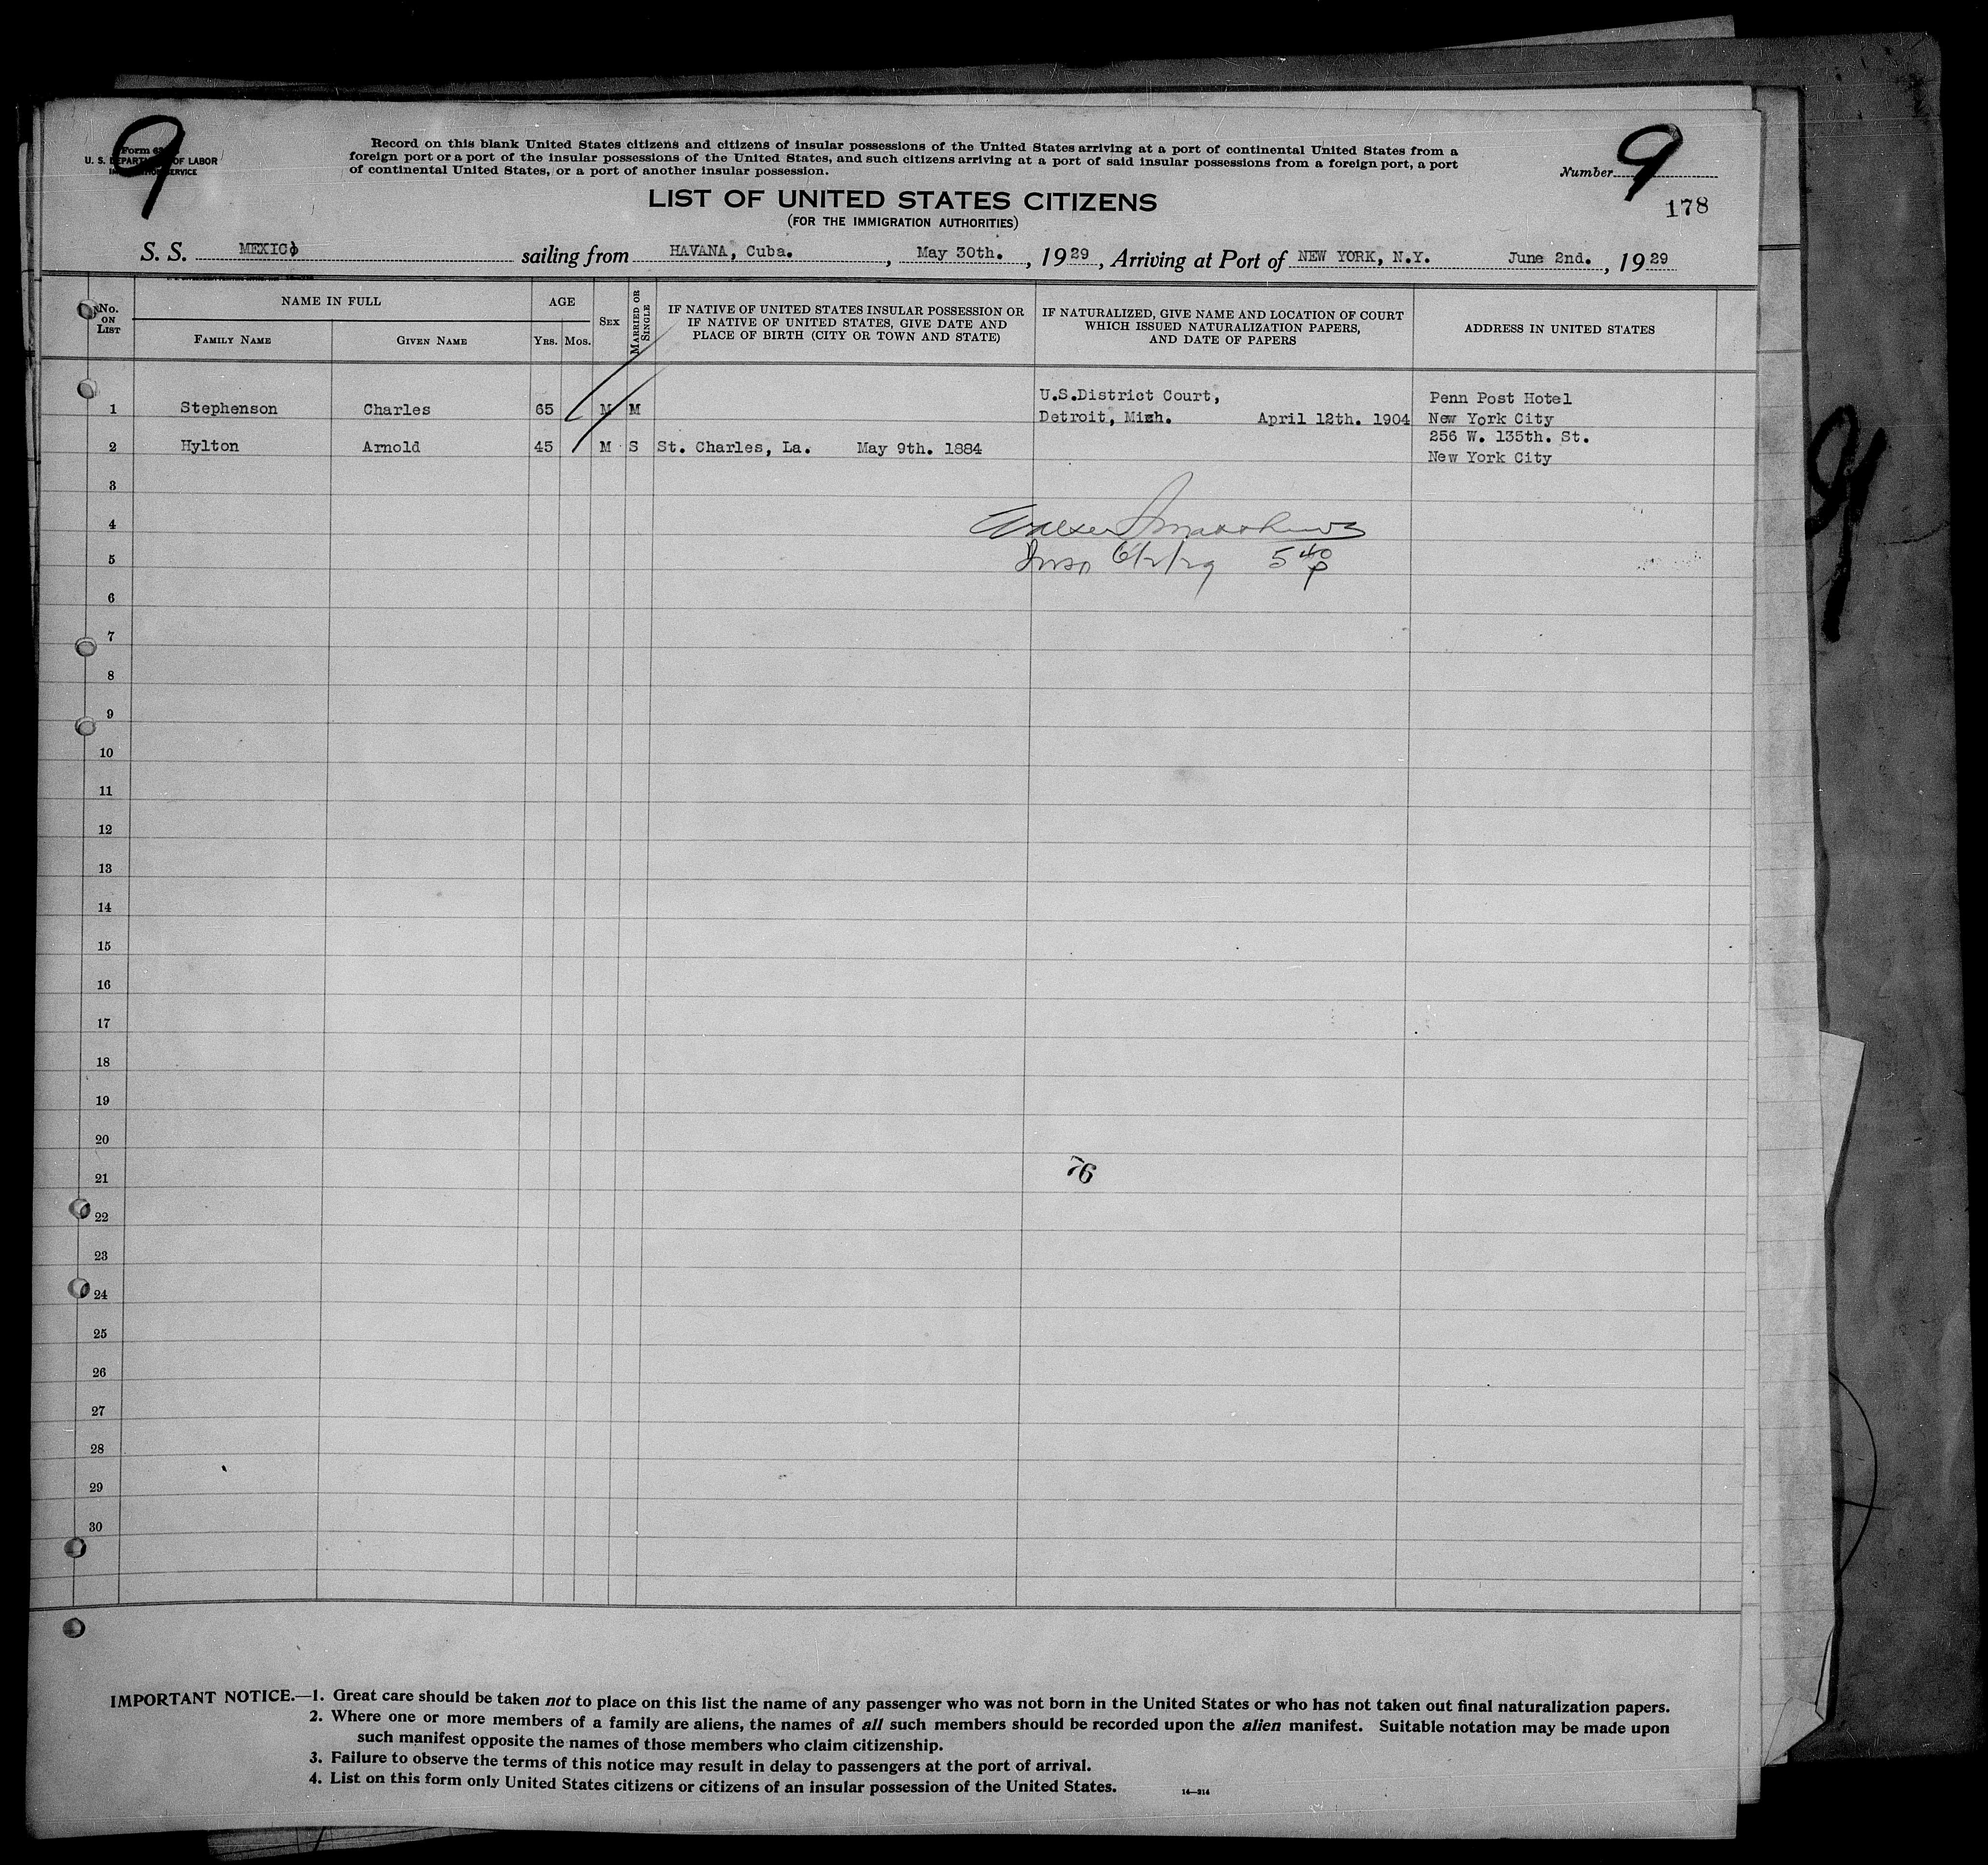 9
U. S. DEPARTMENT OF LABOR
Record on this blank United States citizens and citizens of insular possessions of the United States arriving at a port of continental United States from a
foreign port or a port of the insular possessions of the United States, and such citizens arriving at a port of said insular possessions from a foreign port, a port
of continental United States, or a port of another insular possession.
Number 9
178
LIST OF UNITED STATES CITIZENS
(FOR THE IMMIGRATION AUTHORITIES)
S. S. MEXICO sailing from HAVANA, Cuba. , May 30th. , 1929, Arriving at Port of NEW YORK, N.Y. June 2nd. , 1929
No. ON LIST NAME IN FULL FAMILY NAME GIVEN NAME AGE YRS. MOS. SEX MARRIED OR SINGLE IF NATIVE OF UNITED STATES INSULAR POSSESSION OR IF NATIVE OF UNITED STATES, GIVE DATE AND PLACE OF BIRTH (CITY OR TOWN AND STATE) IF NATURALIZED, GIVE NAME AND LOCATION OF COURT WHICH ISSUED NATURALIZATION PAPERS, AND DATE OF PAPERS ADDRESS IN UNITED STATES
U.S.District Court, Penn Post Hotel
1 Stephenson Charles 65 M M Detroit, Mich. April 12th. 1904 New York City
256 W. 135th. St.
2 Hylton Arnold 45 M S St. Charles, La. May 9th. 1884
New York City
3
4
5 6/2/29 5 40 P
6
7
8
9
10
11
12
13
14
15
16
17
18
19
20
21 76
22
23
24
25
26
27
28
29
30
IMPORTANT NOTICE.—1. Great care should be taken not to place on this list the name of any passenger who was not born in the United States or who has not taken out final naturalization papers.
2. Where one or more members of a family are aliens, the names of all such members should be recorded upon the alien manifest. Suitable notation may be made upon
such manifest opposite the names of those members who claim citizenship.
3. Failure to observe the terms of this notice may result in delay to passengers at the port of arrival.
4. List on this form only United States citizens or citizens of an insular possession of the United States.
14—314
9